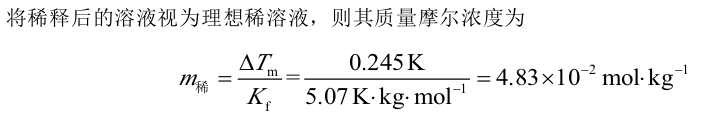 将稀释后的溶液视为理想稀溶液，则其质量摩尔浓度为
m稀 = ΔTm/Kf = 0.245 K/5.07 K·kg·mol⁻¹ = 4.83×10⁻² mol·kg⁻¹